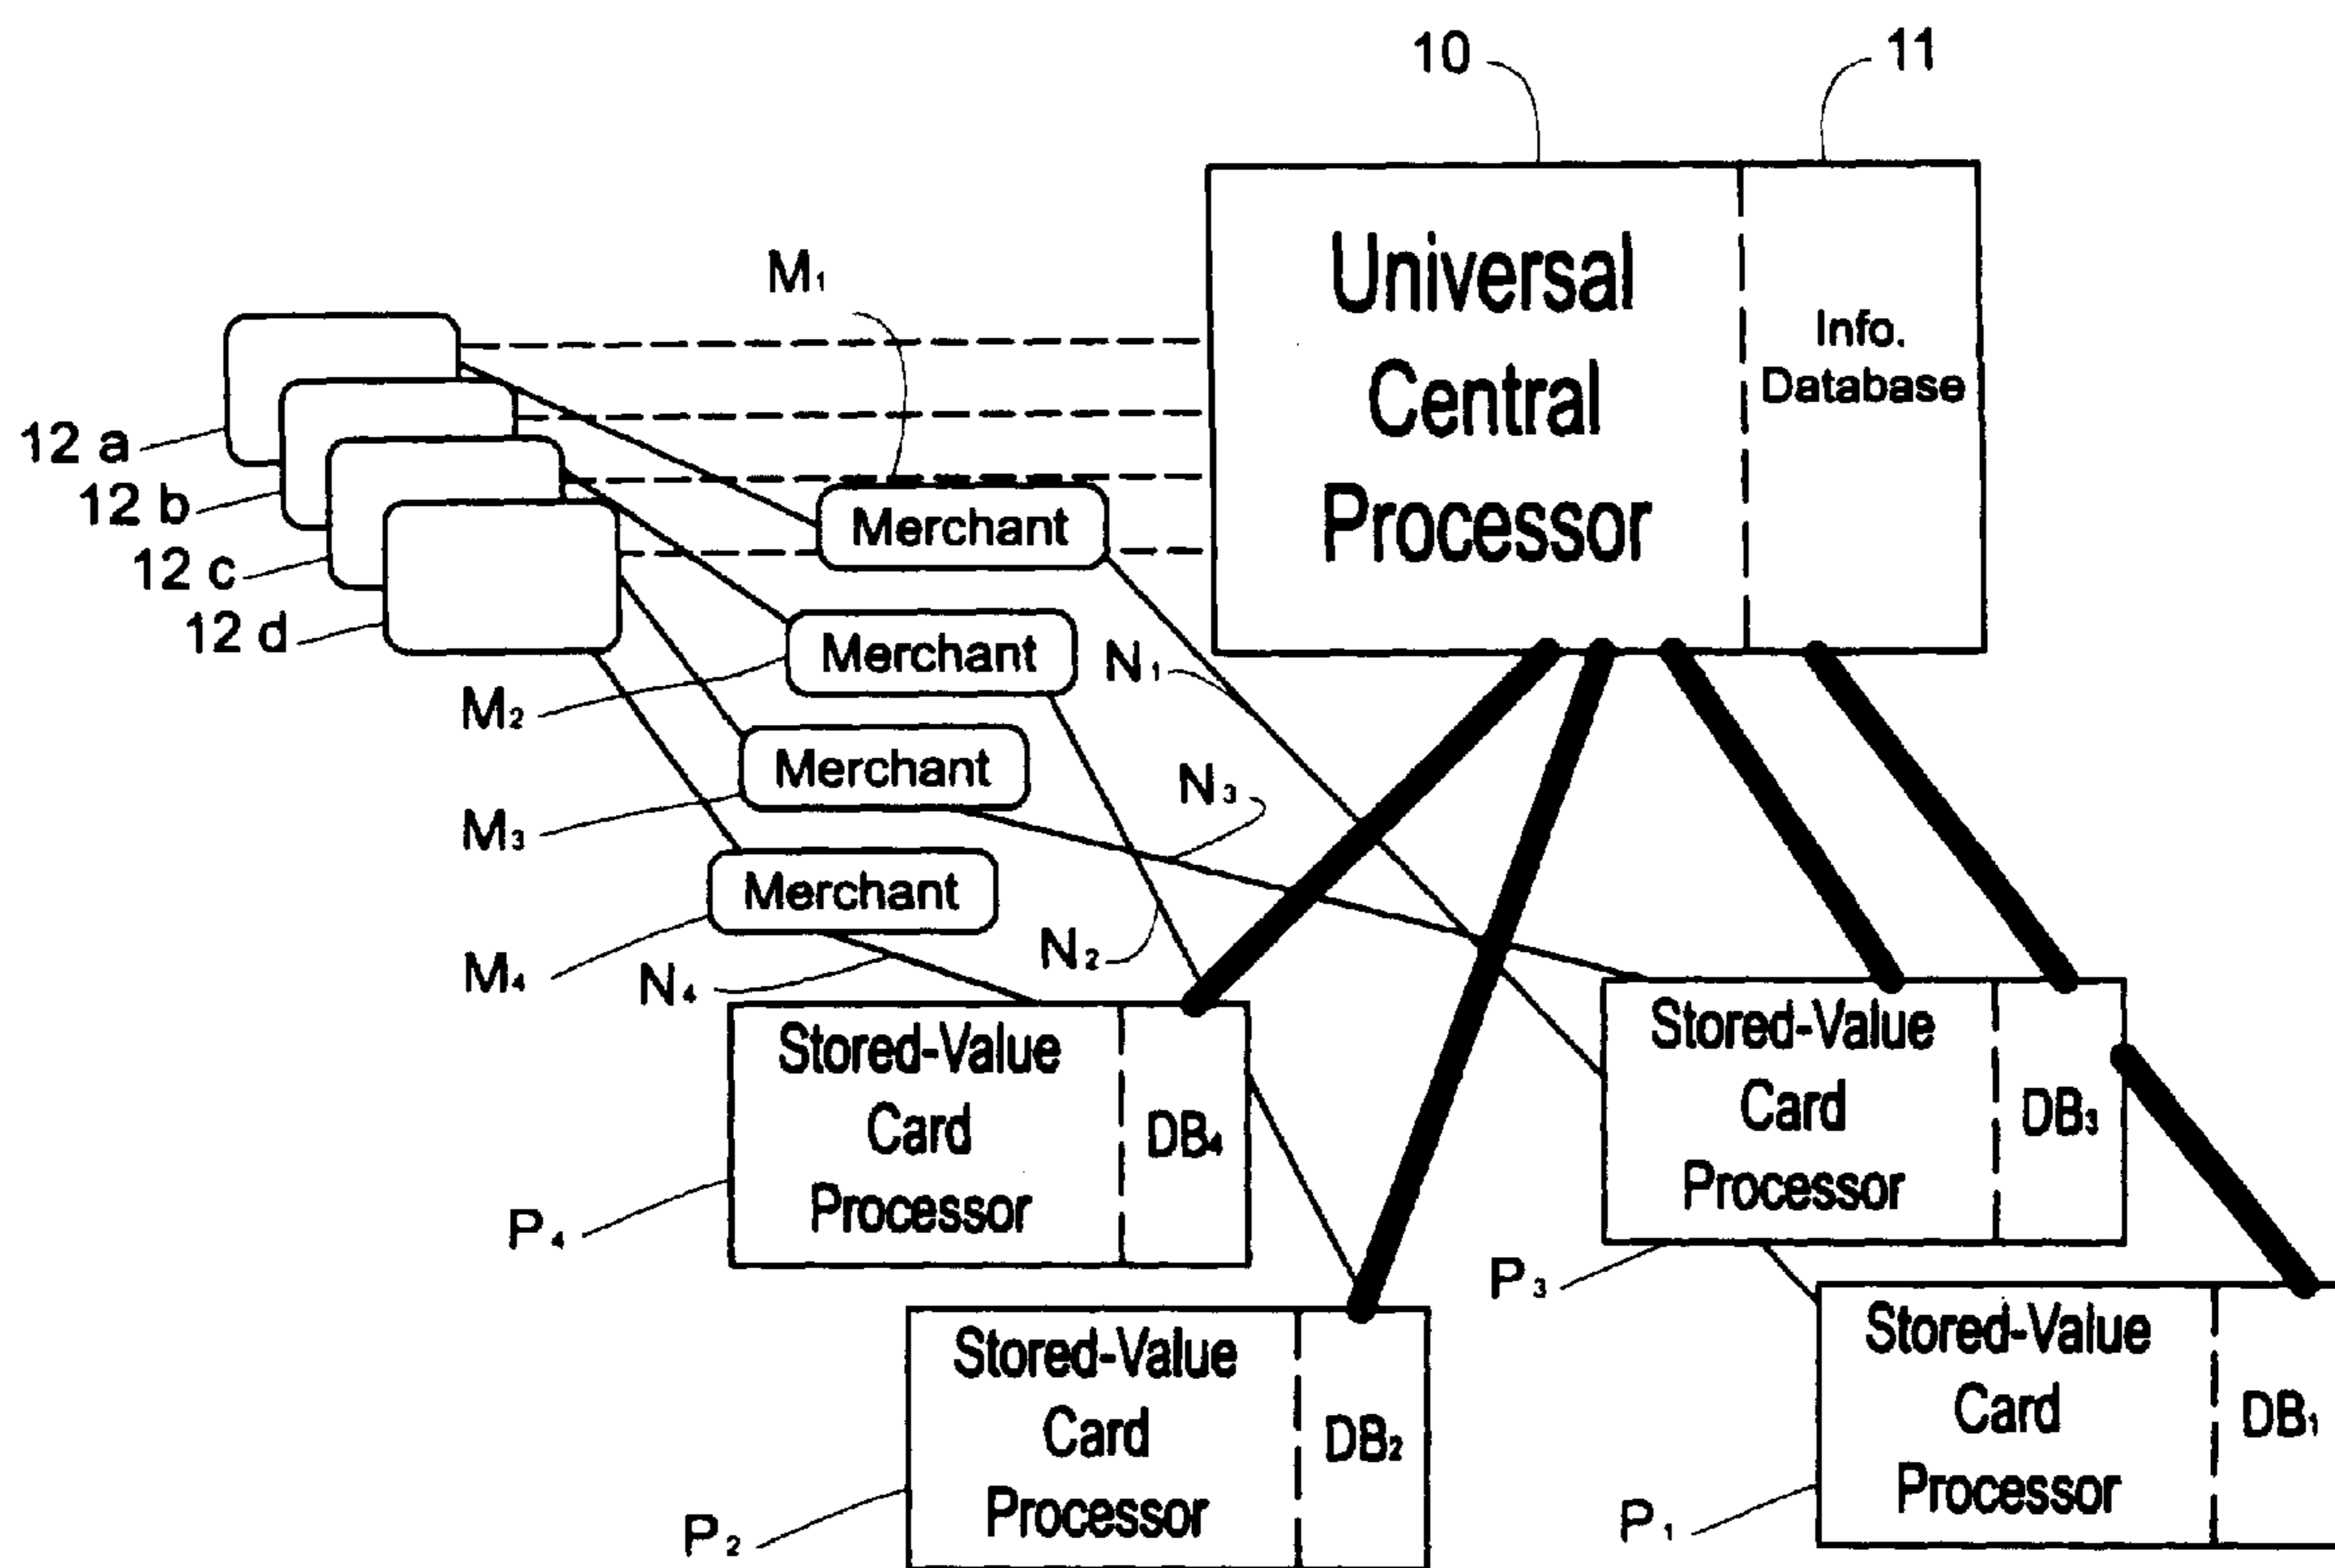 10
11
M₁
Universal
Central
Processor
Info.
Database
12 a
12 b
12 c
12 d
Merchant
Merchant
N₁
M₂
Merchant
N₃
M₃
Merchant
N₂
M₄
N₄
Stored-Value
Card
Processor
DB₄
Stored-Value
Card
Processor
DB₃
P₄
P₃
Stored-Value
Card
Processor
DB₂
Stored-Value
Card
Processor
DB₁
P₂
P₁